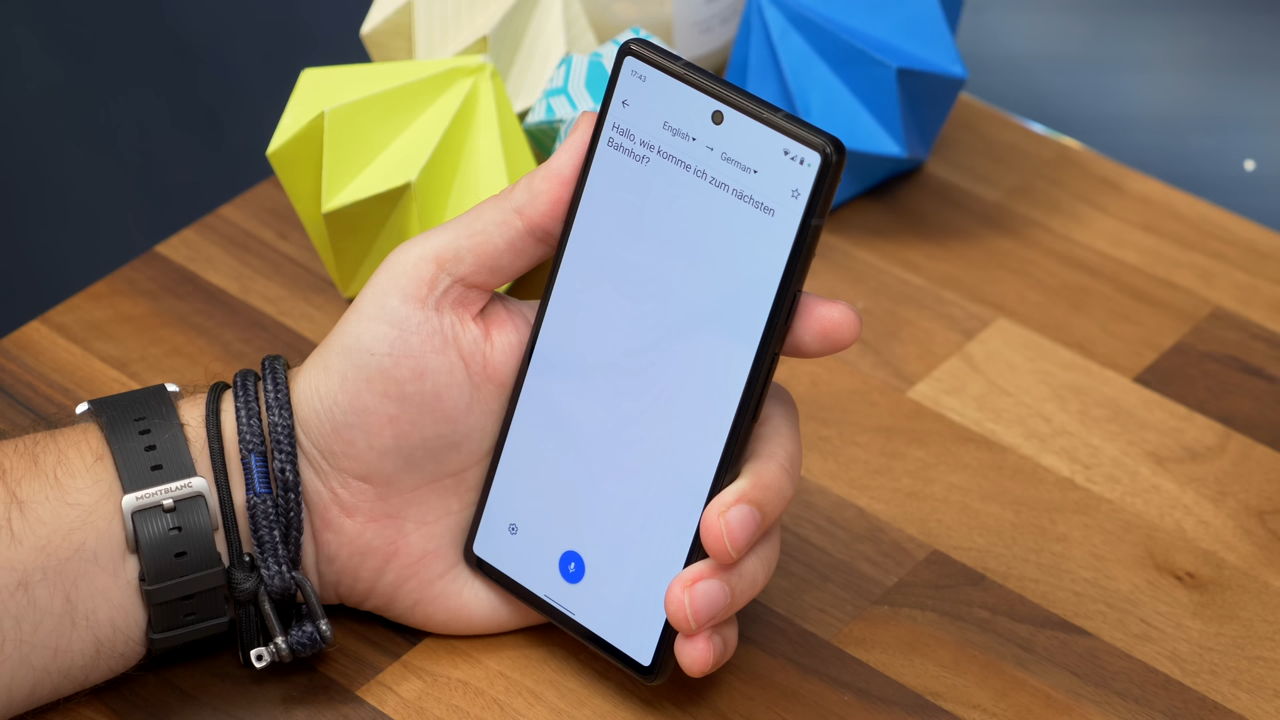 17:43
English
German
Hallo, wie komme ich zum nächsten
Bahnhof?
MONTBLANC